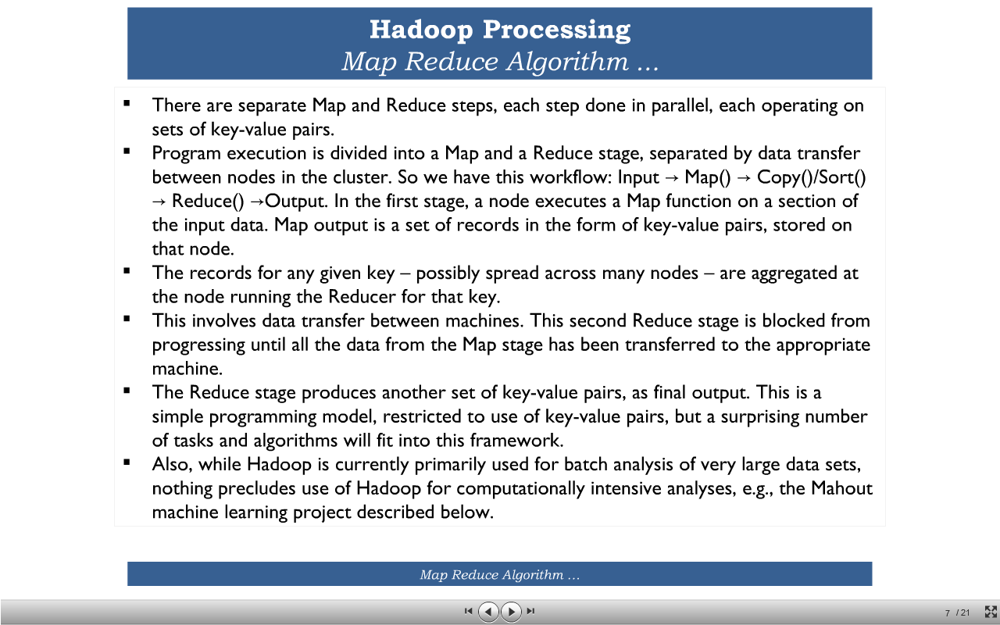 Hadoop Processing
Map Reduce Algorithm ...
▪ There are separate Map and Reduce steps, each step done in parallel, each operating on
sets of key-value pairs.
▪ Program execution is divided into a Map and a Reduce stage, separated by data transfer
between nodes in the cluster. So we have this workflow: Input → Map() → Copy()/Sort()
→ Reduce() →Output. In the first stage, a node executes a Map function on a section of
the input data. Map output is a set of records in the form of key-value pairs, stored on
that node.
▪ The records for any given key – possibly spread across many nodes – are aggregated at
the node running the Reducer for that key.
▪ This involves data transfer between machines. This second Reduce stage is blocked from
progressing until all the data from the Map stage has been transferred to the appropriate
machine.
▪ The Reduce stage produces another set of key-value pairs, as final output. This is a
simple programming model, restricted to use of key-value pairs, but a surprising number
of tasks and algorithms will fit into this framework.
▪ Also, while Hadoop is currently primarily used for batch analysis of very large data sets,
nothing precludes use of Hadoop for computationally intensive analyses, e.g., the Mahout
machine learning project described below.
Map Reduce Algorithm ...
7 / 21